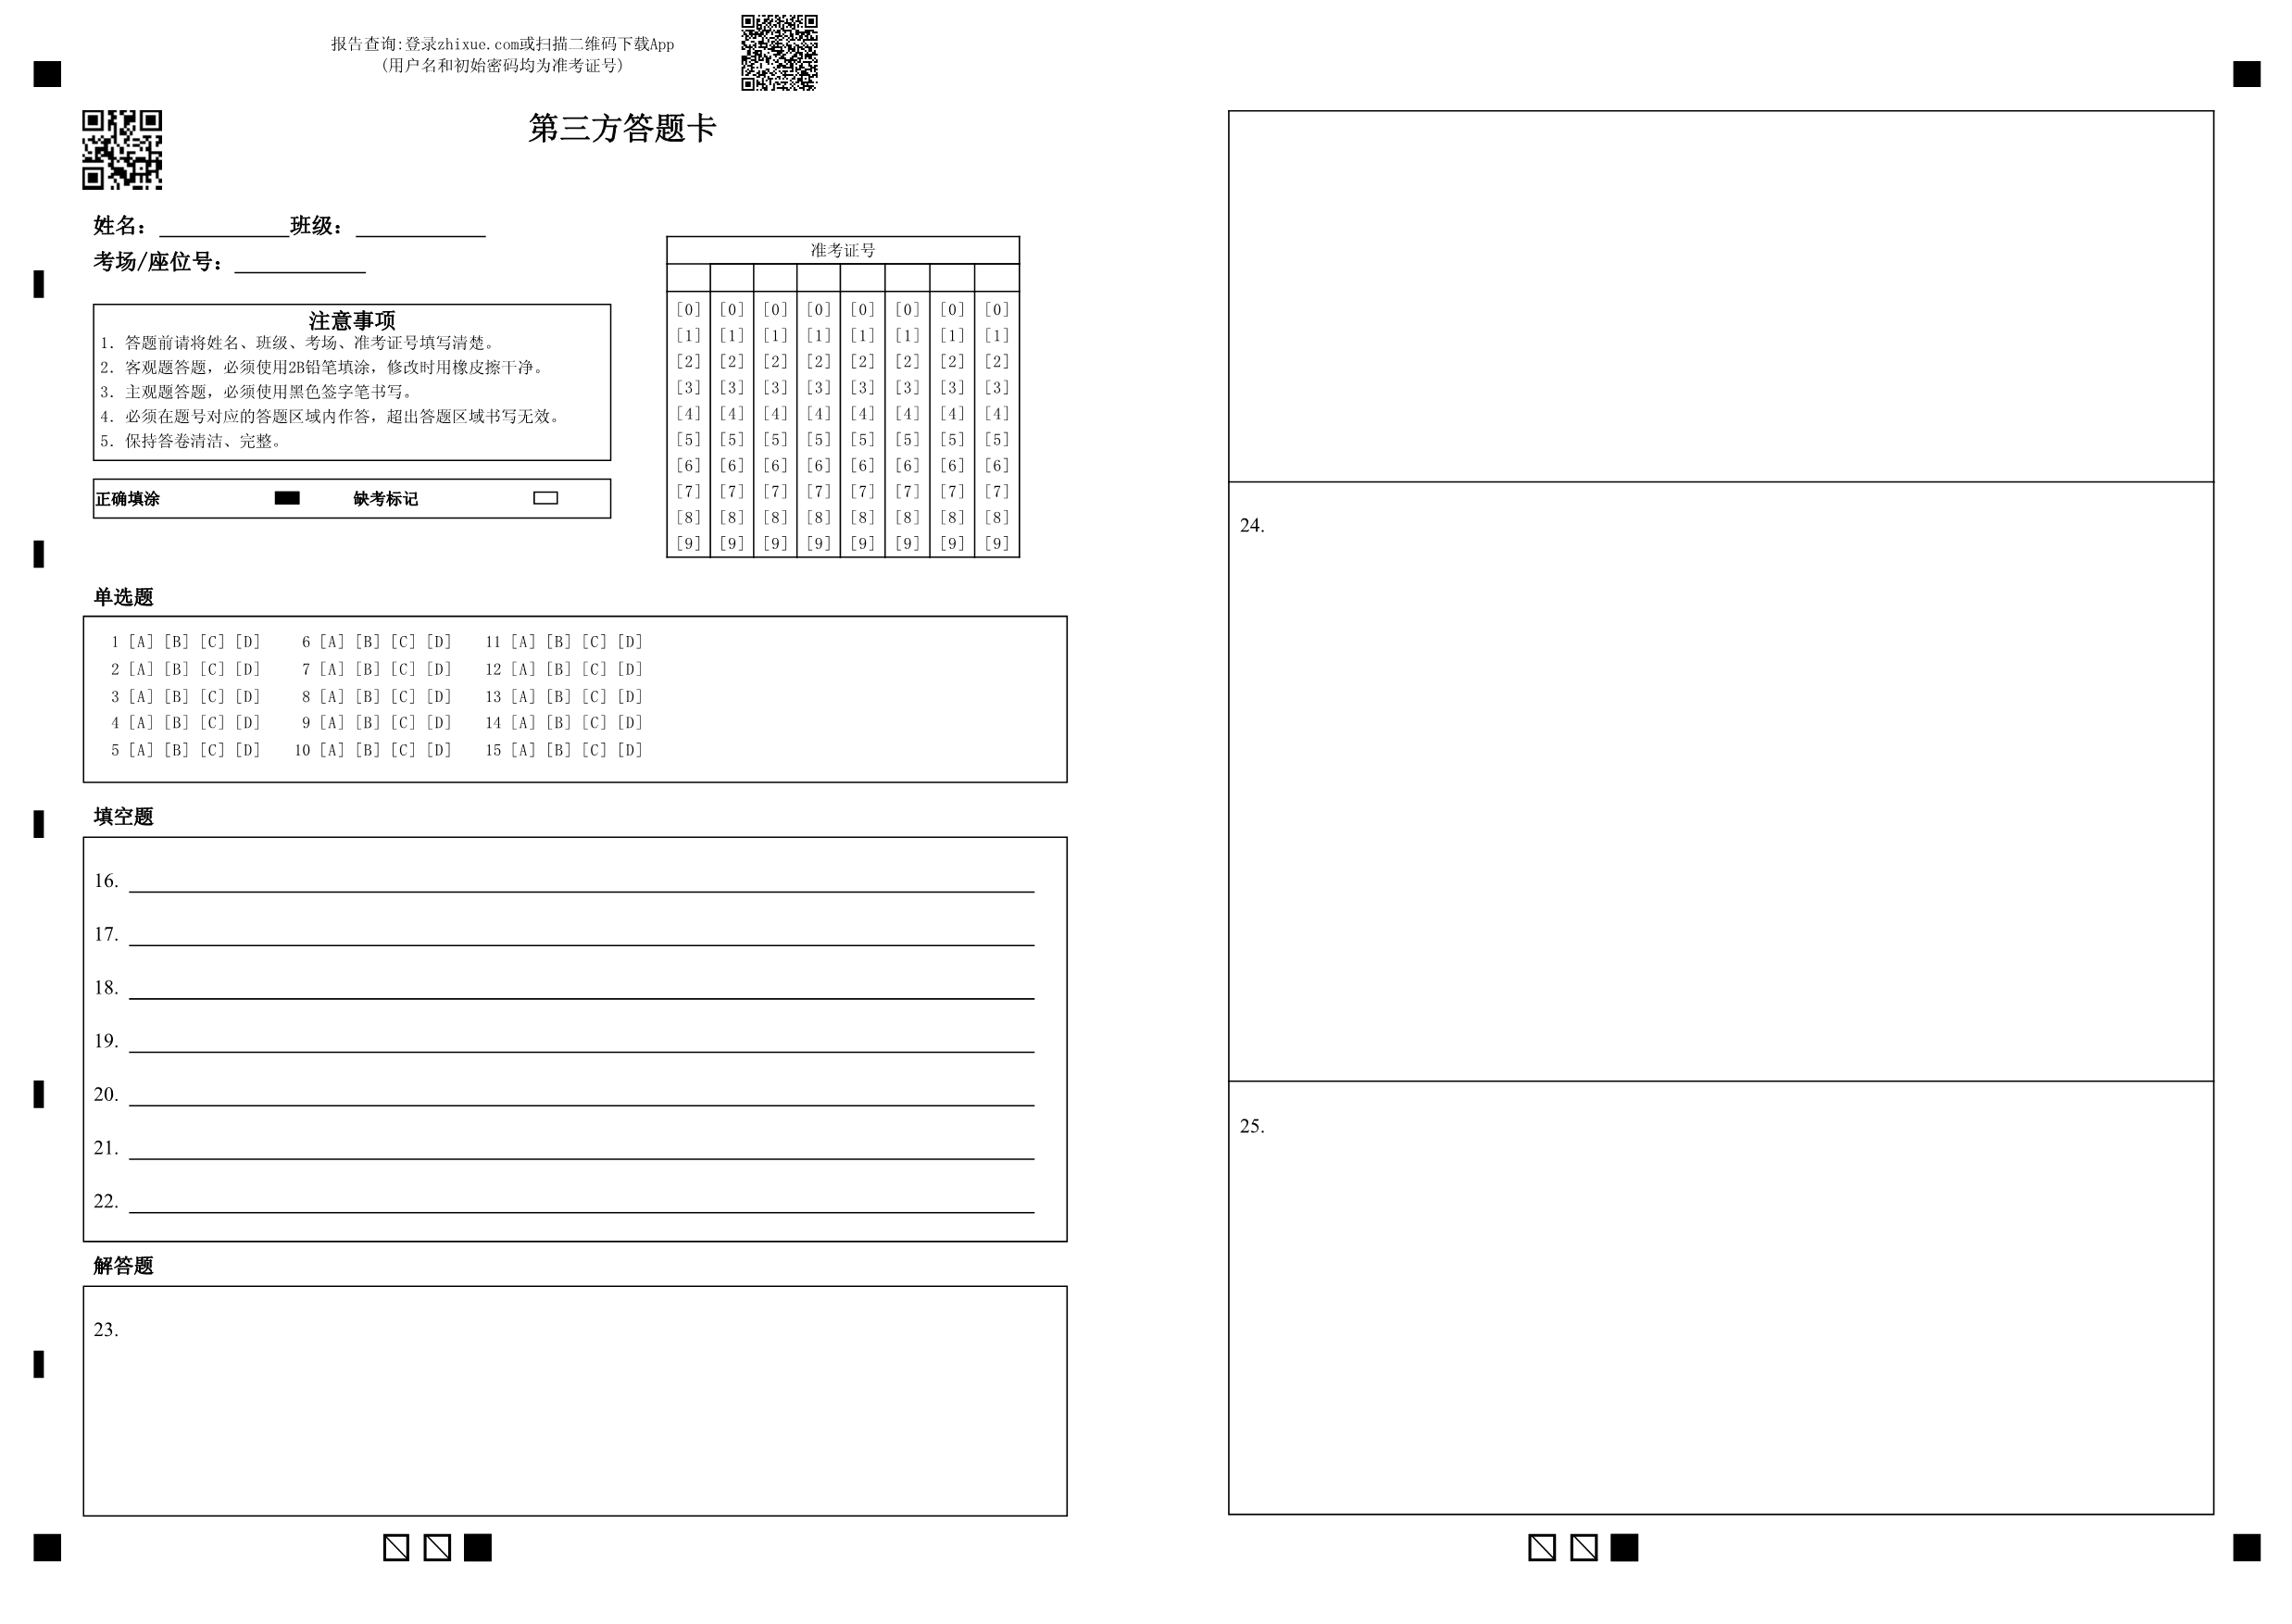 报告查询:登录zhixue.com或扫描二维码下载App
(用户名和初始密码均为准考证号)
第三方答题卡
姓名：班级：
考场/座位号：
注意事项
1. 答题前请将姓名、班级、考场、准考证号填写清楚。
2. 客观题答题，必须使用2B铅笔填涂，修改时用橡皮擦干净。
3. 主观题答题，必须使用黑色签字笔书写。
4. 必须在题号对应的答题区域内作答，超出答题区域书写无效。
5. 保持答卷清洁、完整。
正确填涂 缺考标记
准考证号
[0] [0] [0] [0] [0] [0] [0] [0]
[1] [1] [1] [1] [1] [1] [1] [1]
[2] [2] [2] [2] [2] [2] [2] [2]
[3] [3] [3] [3] [3] [3] [3] [3]
[4] [4] [4] [4] [4] [4] [4] [4]
[5] [5] [5] [5] [5] [5] [5] [5]
[6] [6] [6] [6] [6] [6] [6] [6]
[7] [7] [7] [7] [7] [7] [7] [7]
[8] [8] [8] [8] [8] [8] [8] [8]
[9] [9] [9] [9] [9] [9] [9] [9]
单选题
1 [A] [B] [C] [D] 6 [A] [B] [C] [D] 11 [A] [B] [C] [D]
2 [A] [B] [C] [D] 7 [A] [B] [C] [D] 12 [A] [B] [C] [D]
3 [A] [B] [C] [D] 8 [A] [B] [C] [D] 13 [A] [B] [C] [D]
4 [A] [B] [C] [D] 9 [A] [B] [C] [D] 14 [A] [B] [C] [D]
5 [A] [B] [C] [D] 10 [A] [B] [C] [D] 15 [A] [B] [C] [D]
填空题
16.
17.
18.
19.
20.
21.
22.
解答题
23.
24.
25.